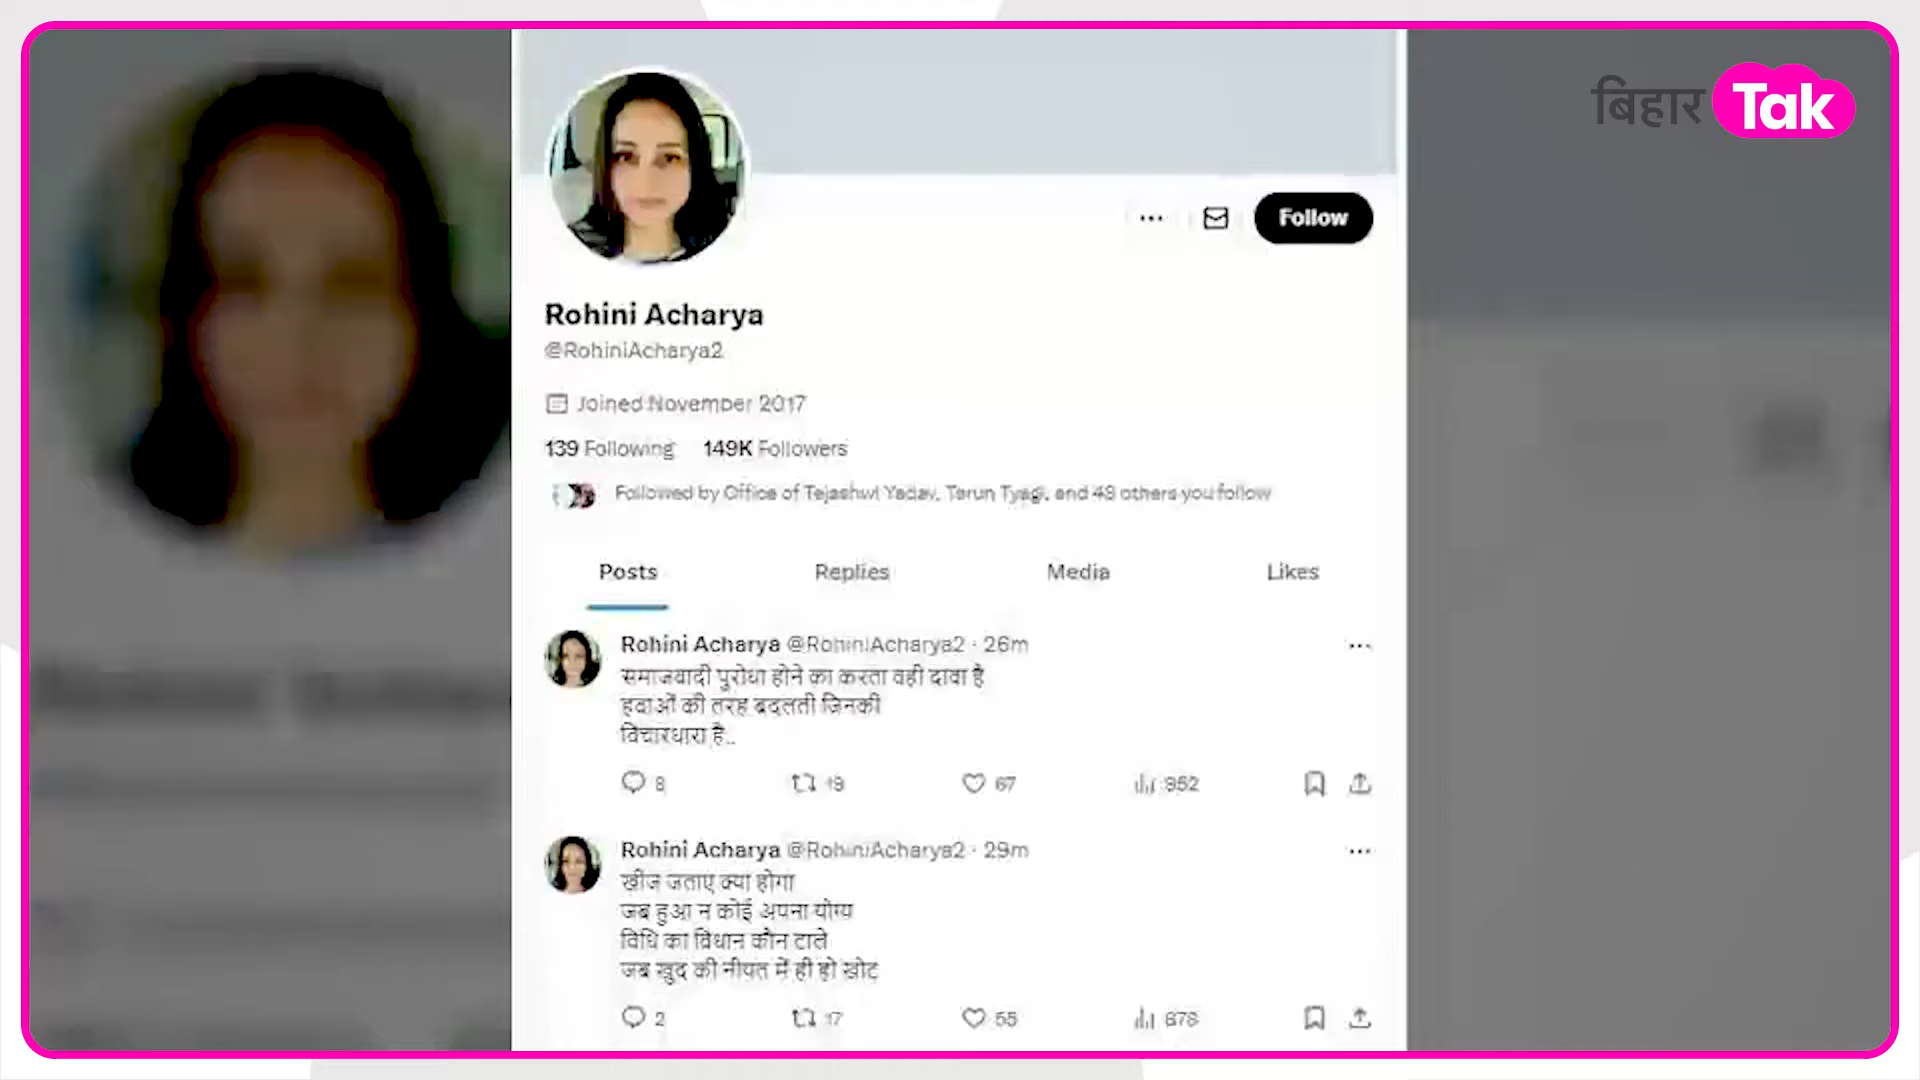 बिहार Tak
Follow
Rohini Acharya
@RohiniAcharya2
Joined November 2017
139 Following 149K Followers
Followed by Office of Tejashwi Yadav, Tarun Tyagi, and 48 others you follow
Posts Replies Media Likes
Rohini Acharya @RohiniAcharya2 · 26m
समाजवादी पुरोधा होने का करता वही दावा है
हवाओं की तरह बदलती जिनकी
विचारधारा है..
8 19 67 952
Rohini Acharya @RohiniAcharya2 · 29m
खीज जताए क्या होगा
जब हुआ न कोई अपना योग्य
विधि का विधान कौन टाले
जब खुद की नीयत में ही हो खोट
2 17 55 878